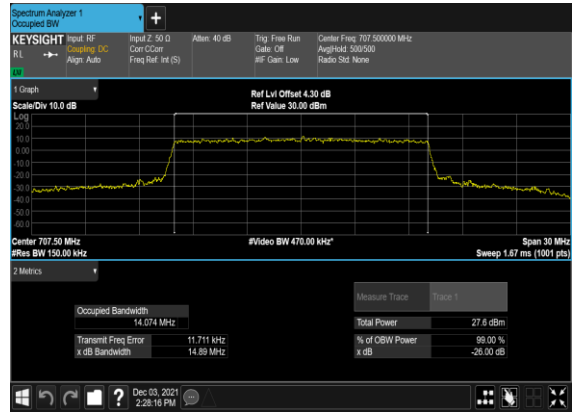 Spectrum Analyzer 1
Occupied BW
+
KEYSIGHT Input: RF Input Z: 50 Ω Atten: 40 dB Trig: Free Run Center Freq: 707.500000 MHz
RL Coupling: DC Corr CCorr Gate: Off Avg|Hold: 500/500
Align: Auto Freq Ref: Int (S) #IF Gain: Low Radio Std: None
1 Graph
Ref Lvl Offset 4.30 dB
Scale/Div 10.0 dB Ref Value 30.00 dBm
Log
20.0
10.0
0.00
-10.0
-20.0
-30.0
-40.0
-50.0
-60.0
Center 707.50 MHz #Video BW 470.00 kHz* Span 30 MHz
#Res BW 150.00 kHz Sweep 1.67 ms (1001 pts)
2 Metrics
Measure Trace Trace 1
Occupied Bandwidth
14.074 MHz Total Power 27.6 dBm
Transmit Freq Error 11.711 kHz % of OBW Power 99.00 %
x dB Bandwidth 14.89 MHz x dB -26.00 dB
? Dec 03, 2021
2:28:16 PM